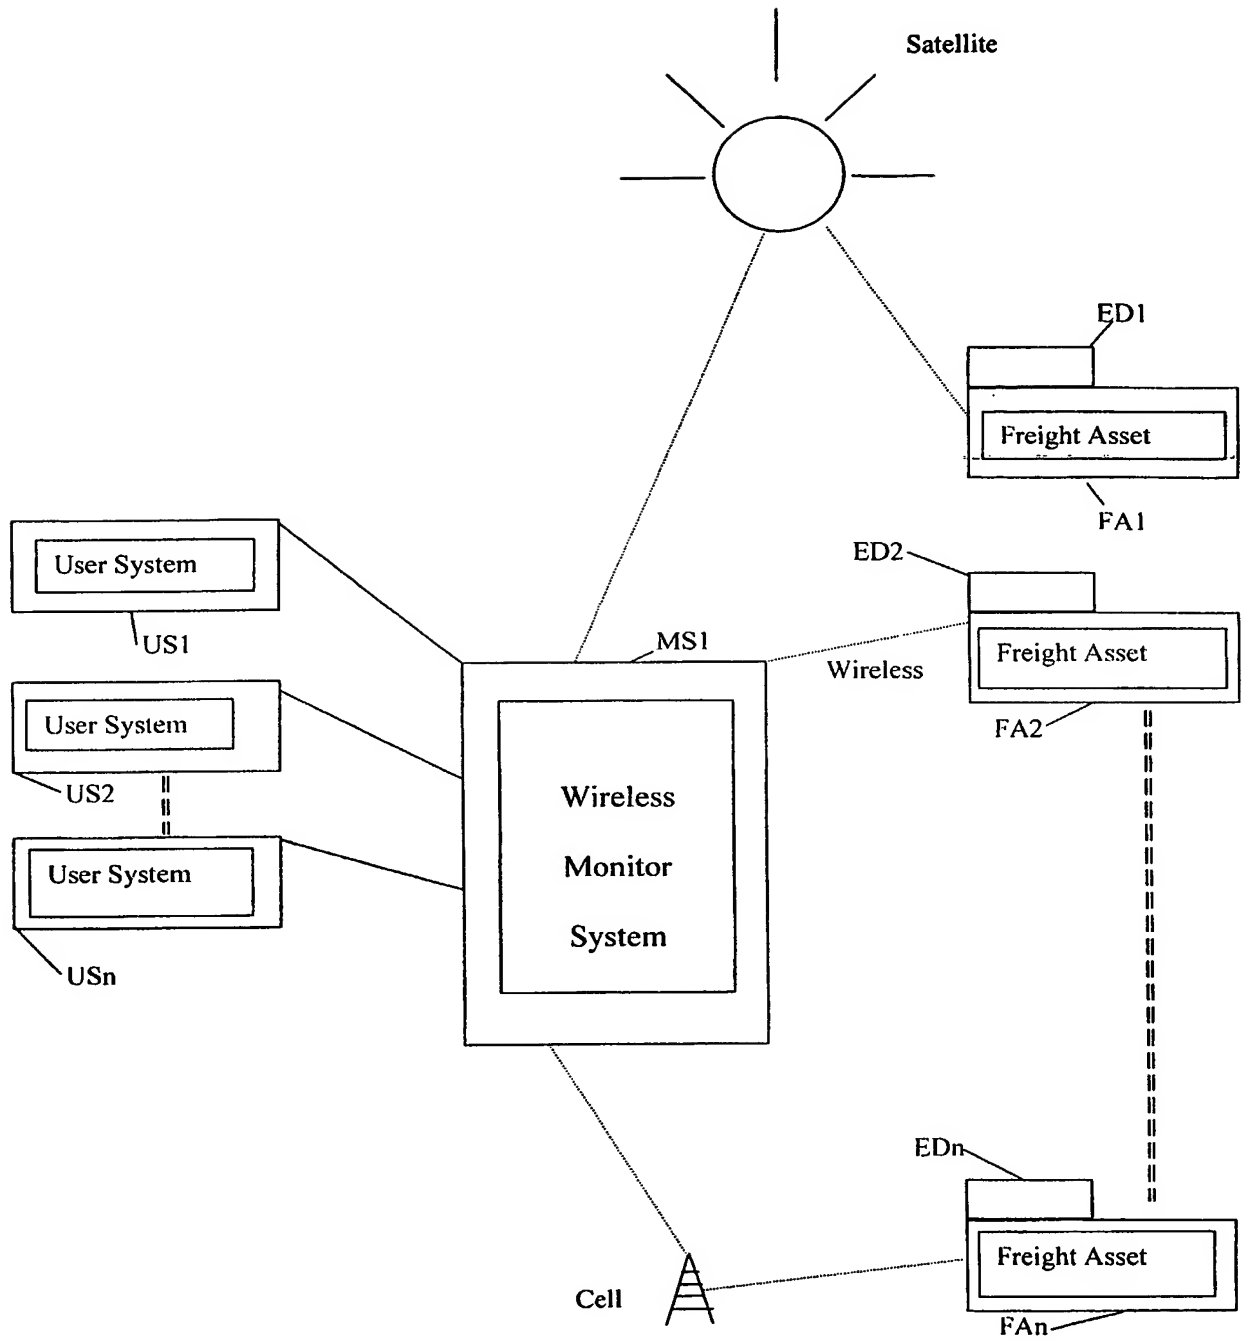 Satellite
ED1
Freight Asset
FA1
ED2
User System
US1
MS1
Freight Asset
Wireless
FA2
User System
US2
Wireless
Monitor
System
User System
USn
EDn
Freight Asset
Cell
FAn